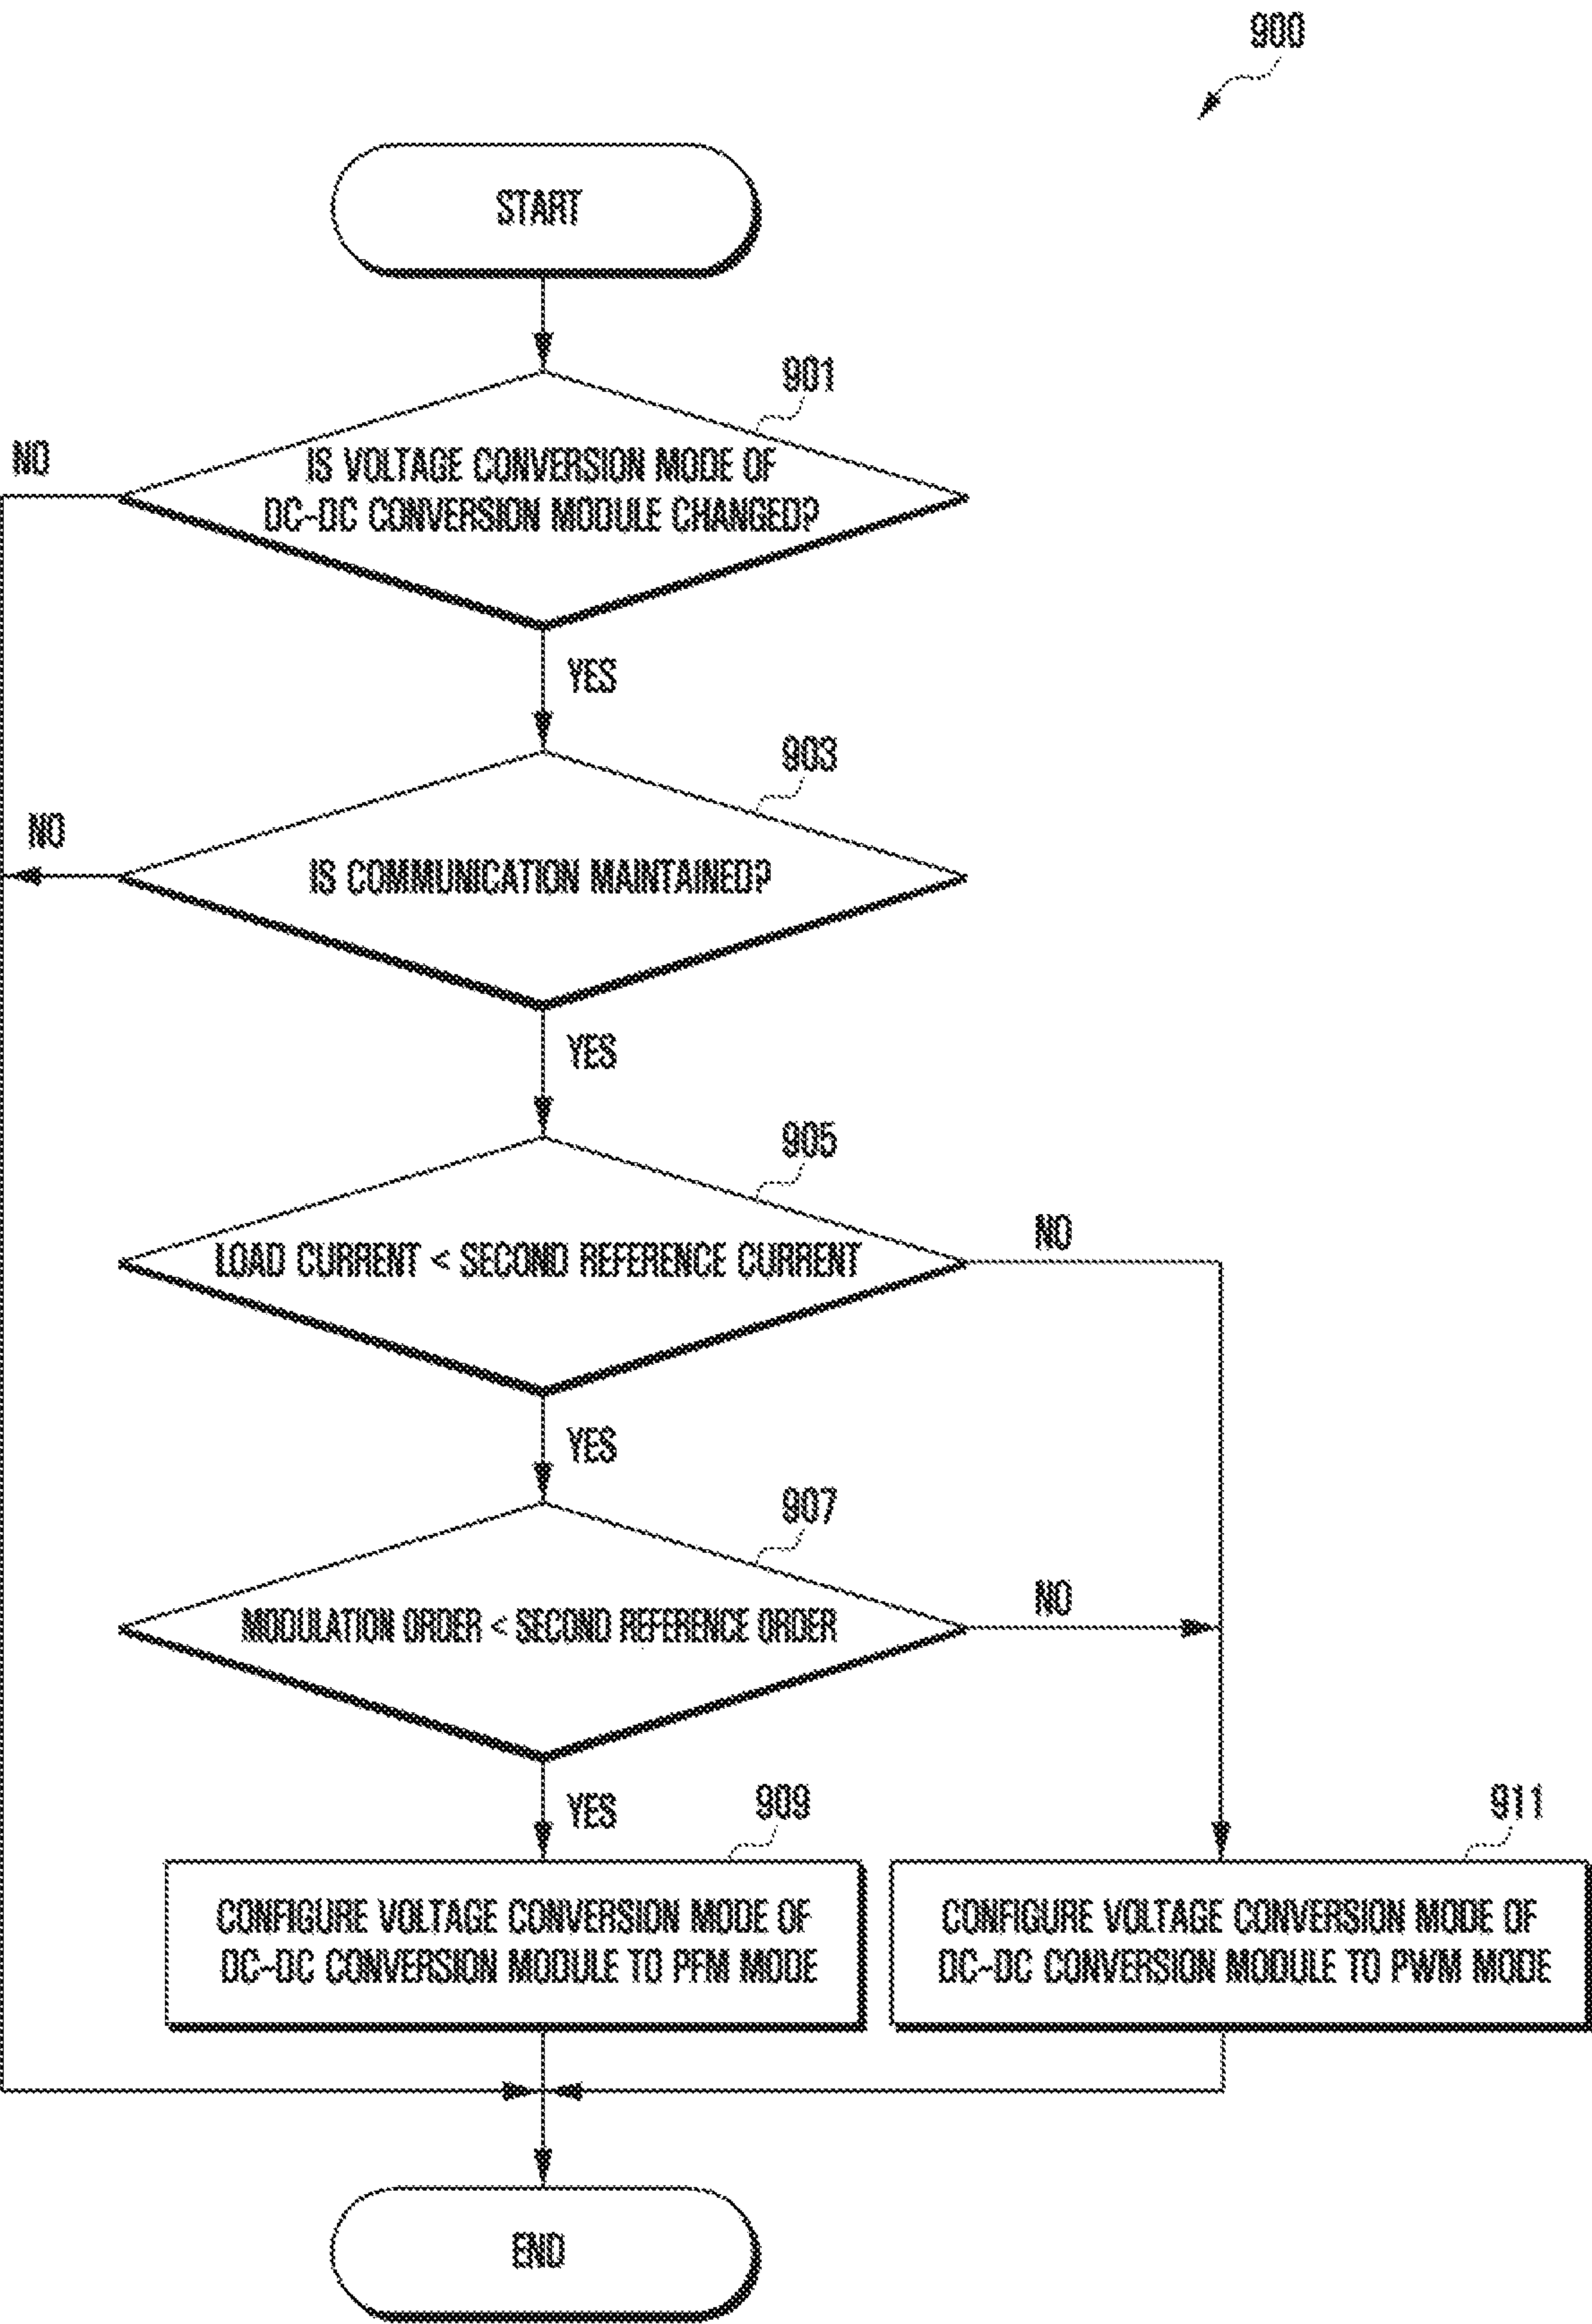 900
START
901
NO
IS VOLTAGE CONVERSION MODE OF
DC~DC CONVERSION MODULE CHANGED?
YES
903
NO
IS COMMUNICATION MAINTAINED?
YES
905
NO
LOAD CURRENT < SECOND REFERENCE CURRENT
YES
907
NO
MODULATION ORDER < SECOND REFERENCE ORDER
YES
909
911
CONFIGURE VOLTAGE CONVERSION MODE OF
DC~DC CONVERSION MODULE TO PFM MODE
CONFIGURE VOLTAGE CONVERSION MODE OF
DC~DC CONVERSION MODULE TO PWM MODE
END